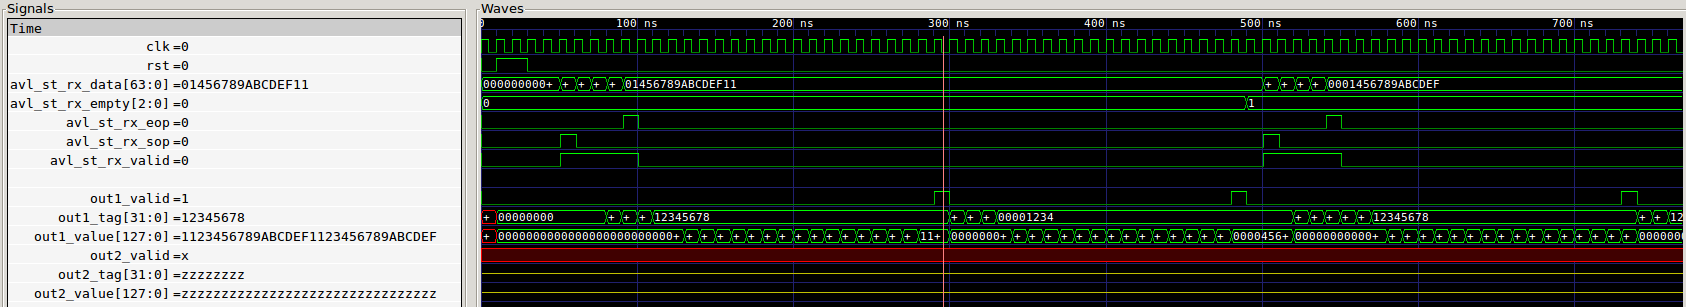 Signals
Waves
Time
0 100 ns 200 ns 300 ns 400 ns 500 ns 600 ns 700 ns
clk =0
rst =0
avl_st_rx_data[63:0] =01456789ABCDEF11
000000000+ + + + + 01456789ABCDEF11 + + + + 0001456789ABCDEF
avl_st_rx_empty[2:0] =0
0 1
avl_st_rx_eop =0
avl_st_rx_sop =0
avl_st_rx_valid =0
out1_valid =1
out1_tag[31:0] =12345678
+ 00000000 + + + 12345678 + + + 00001234 + + + + + 12345678 + + 12
out1_value[127:0] =1123456789ABCDEF1123456789ABCDEF
+ 0000000000000000000000000000+ + + + + + + + + + + + + + + + 11+ 0000000+ + + + + + + + + + + + + + + 0000456+ 00000000000+ + + + + + + + + + + + + + + + + 000000
out2_valid =x
out2_tag[31:0] =zzzzzzzz
out2_value[127:0] =zzzzzzzzzzzzzzzzzzzzzzzzzzzzzzzz